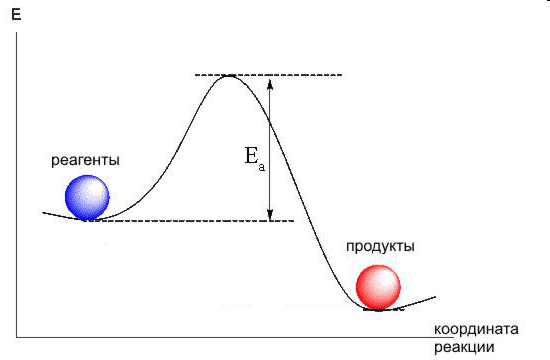 E
реагенты
Eₐ
продукты
координата
реакции